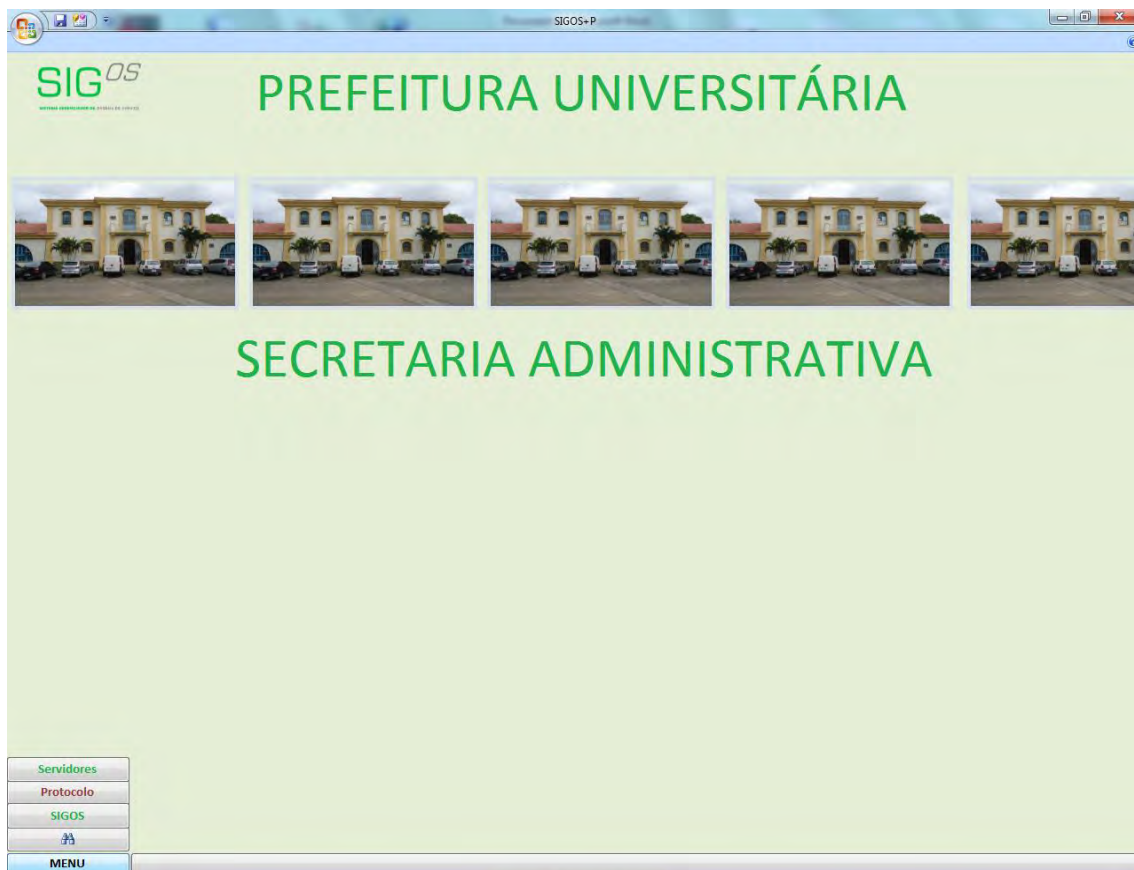 SIGOS+P
SIGOS
PREFEITURA UNIVERSITÁRIA
SECRETARIA ADMINISTRATIVA
Servidores
Protocolo
SIGOS
MENU